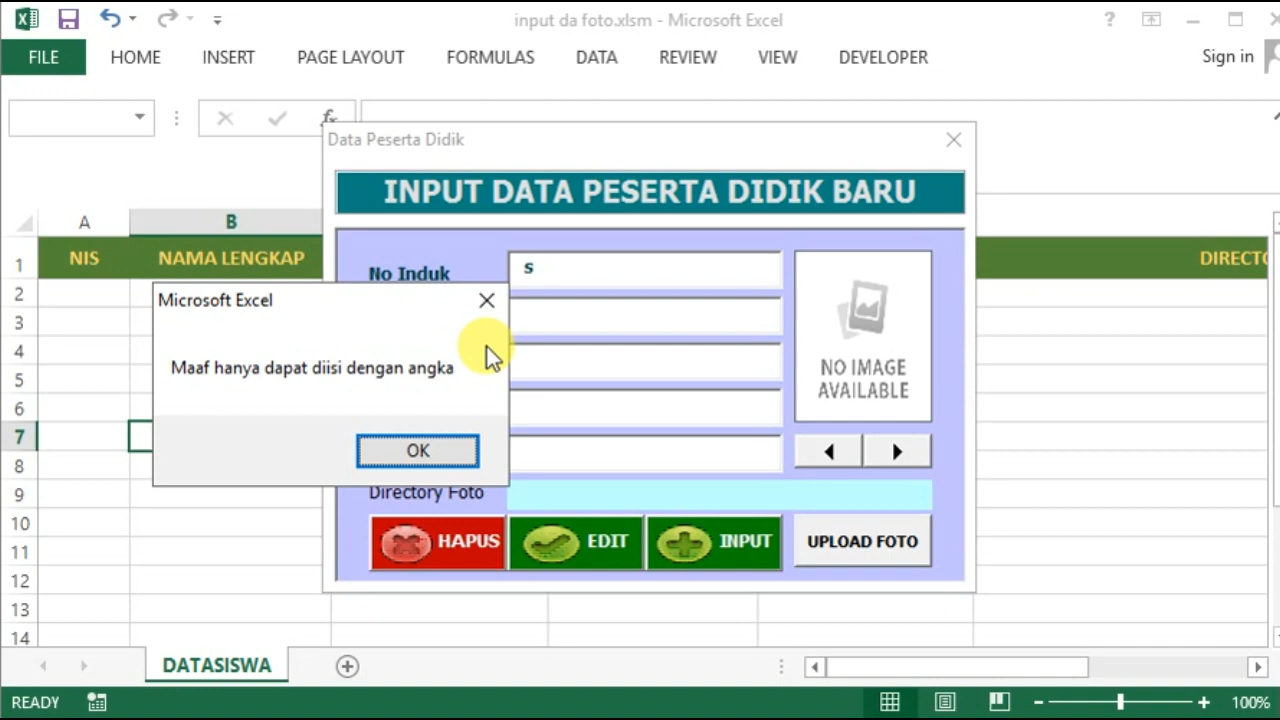 input da foto.xlsm - Microsoft Excel
?
FILE HOME INSERT PAGE LAYOUT FORMULAS DATA REVIEW VIEW DEVELOPER Sign in
fx
Data Peserta Didik
INPUT DATA PESERTA DIDIK BARU
A B
1 NIS NAMA LENGKAP
No Induk s
NO IMAGE
AVAILABLE
Microsoft Excel
Maaf hanya dapat diisi dengan angka
OK
Directory Foto
HAPUS EDIT INPUT UPLOAD FOTO
2
3
4
5
6
7
8
9
10
11
12
13
14
DATASISWA
READY 100%